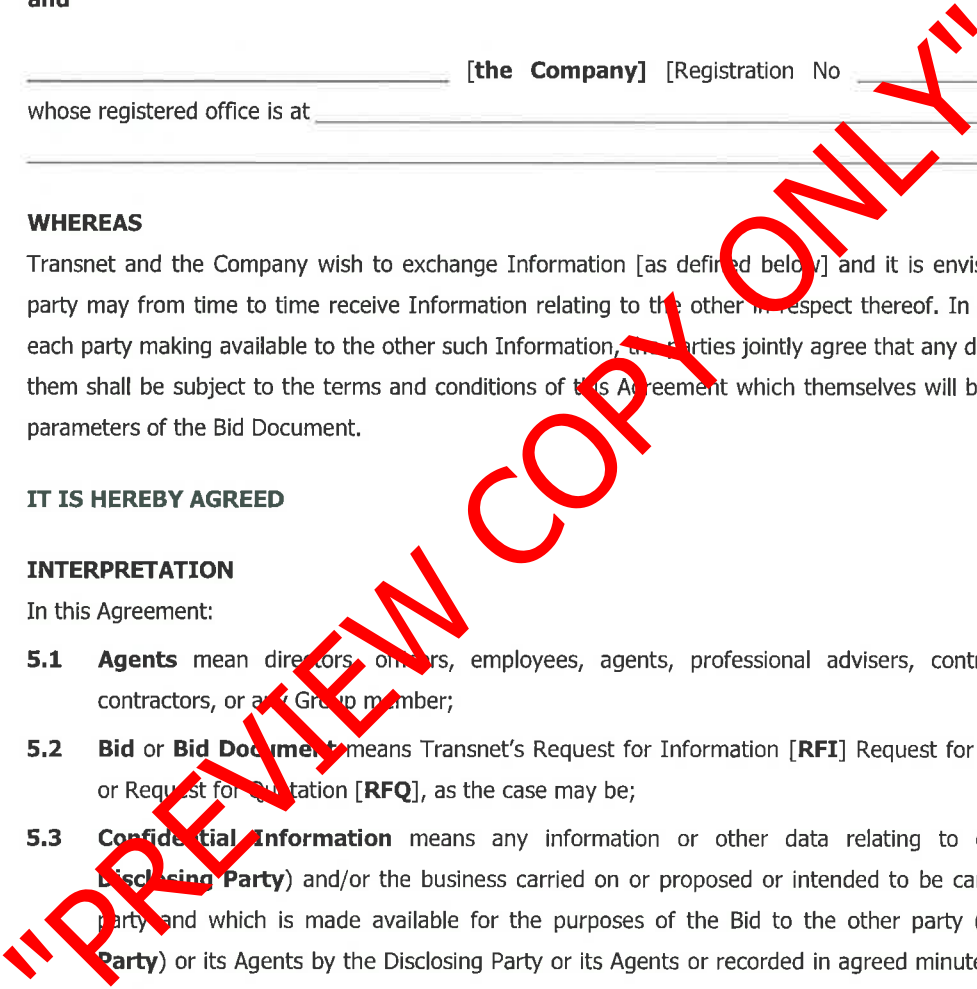 and
[the Company] [Registration No
whose registered office is at
WHEREAS
Transnet and the Company wish to exchange Information [as defined below] and it is
party may from time to time receive Information relating to the other in respect thereof. In
each party making available to the other such Information, the parties jointly agree that any
them shall be subject to the terms and conditions of this Agreement which themselves will
parameters of the Bid Document.
IT IS HEREBY AGREED
INTERPRETATION
In this Agreement:
5.1 Agents mean directors, officers, employees, agents, professional advisers,
contractors, or any Group member;
5.2 Bid or Bid Document means Transnet's Request for Information [RFI] Request for
or Request for Quotation [RFQ], as the case may be;
5.3 Confidential Information means any information or other data relating to
Disclosing Party) and/or the business carried on or proposed or intended to be
party and which is made available for the purposes of the Bid to the other party
Party) or its Agents by the Disclosing Party or its Agents or recorded in agreed
"PREVIEW COPY ONLY"